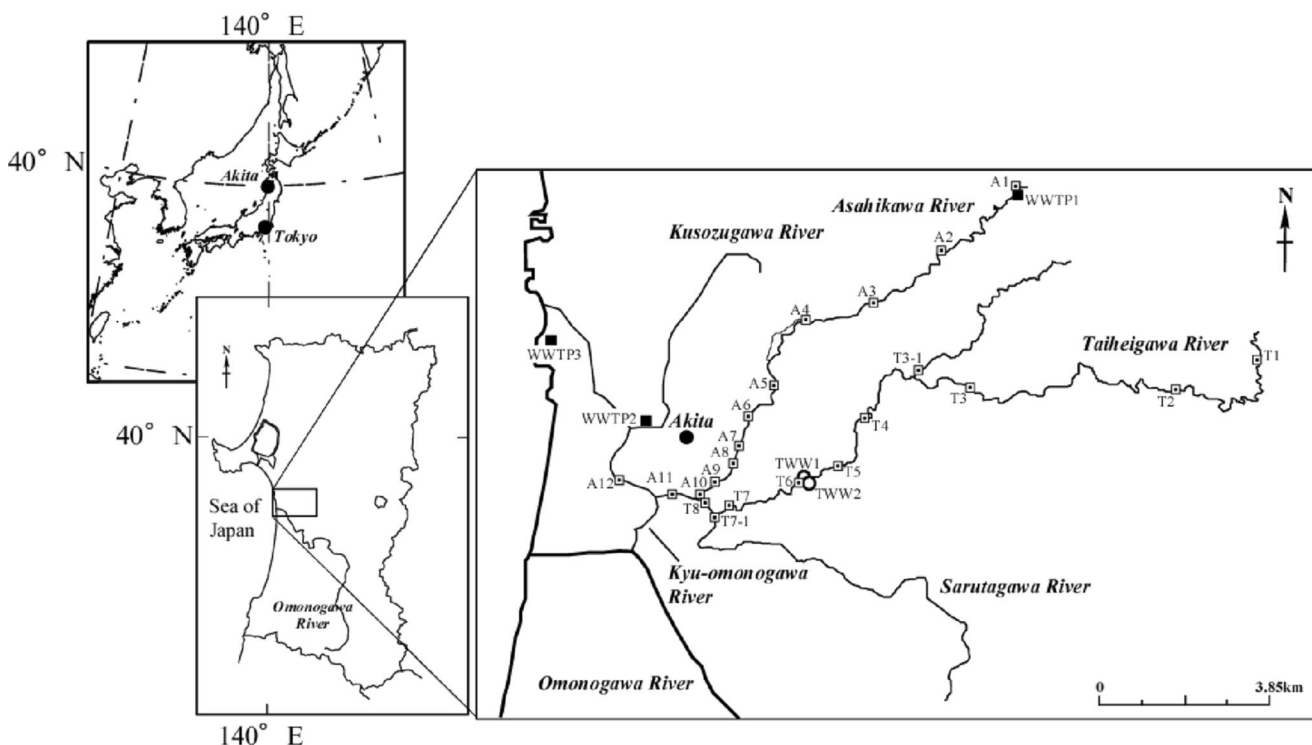 140° E
40° N
Akita
Tokyo
N
40° N
Sea of
Japan
Omonogawa
River
140° E
A1
WWTP1
Asahikawa River
N
Kusozugawa River
A2
A3
A4
WWTP3
T3-1
Taiheigawa River
T1
A5
T3
T2
A6
WWTP2
Akita
T4
A7
A8
TWW1
T5
A9
A12
A11
A10
T6
TWW2
T8
T7
T7-1
Kyu-omonogawa
River
Sarutagawa River
Omonogawa River
0
3.85km